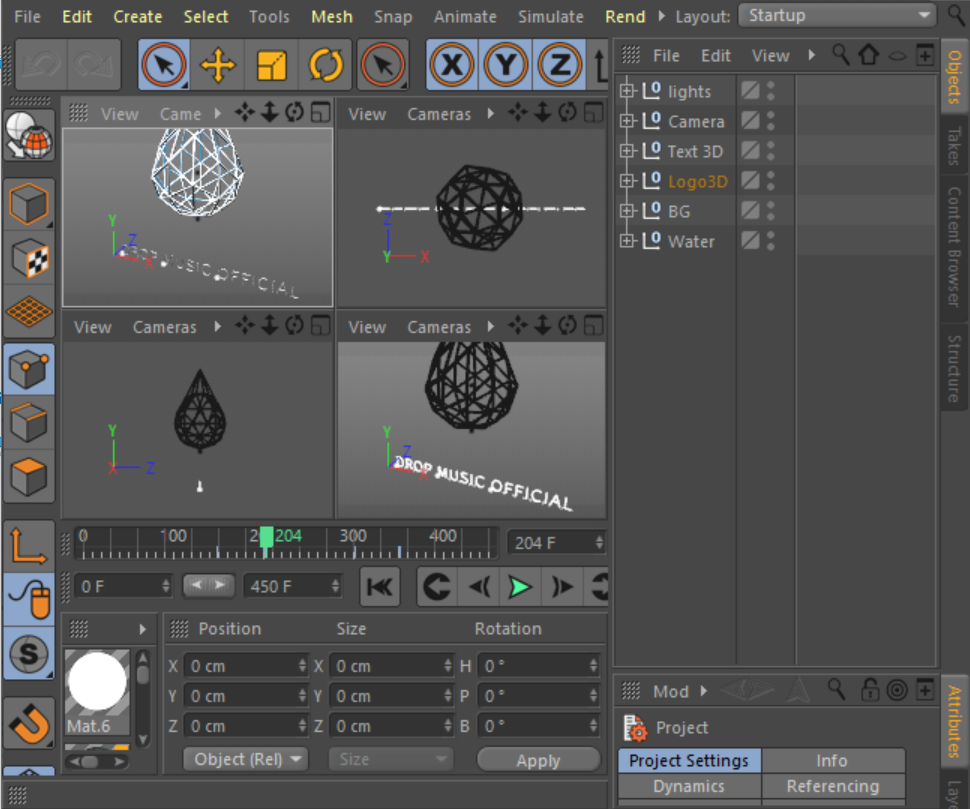 File Edit Create Select Tools Mesh Snap Animate Simulate Rend Layout: Startup
X Y Z
File Edit View
View Came
View Cameras
lights
Camera
Text 3D
Logo3D
BG
Water
Objects
Takes
Content Browser
Structure
Y
Z
X
DROP MUSIC OFFICIAL
Z
Y X
View Cameras
View Cameras
Y
X Z
Y
Z
X
DROP MUSIC OFFICIAL
0 100 204 300 400 204 F
0 F 450 F
Position Size Rotation
X 0 cm X 0 cm H 0 °
Y 0 cm Y 0 cm P 0 °
Z 0 cm Z 0 cm B 0 °
Mat.6
S
Object (Rel) Size Apply
Mod
Project
Project Settings Info
Dynamics Referencing
Attributes